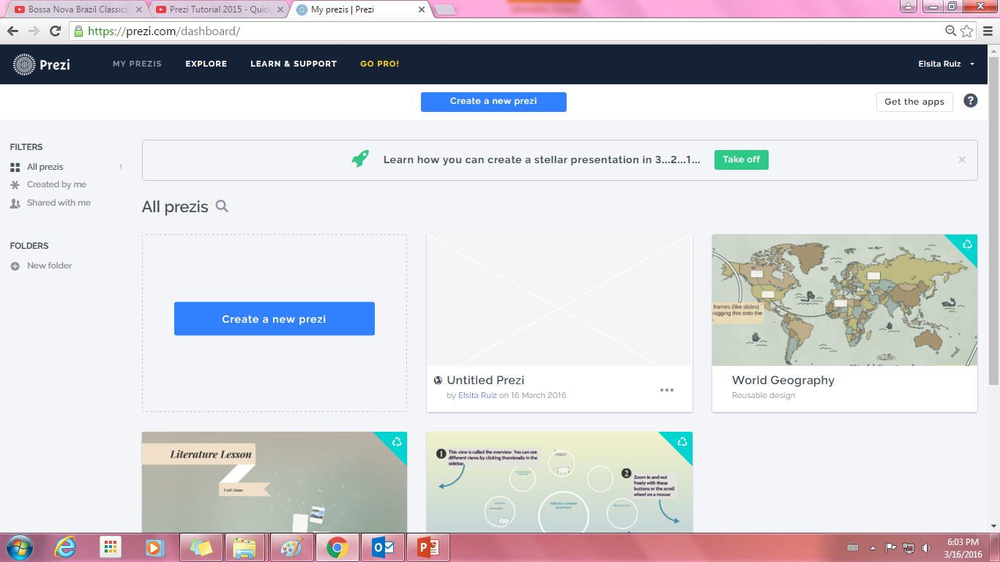 Bossa Nova Brazil Classics
Prezi Tutorial 2015 - Quick
My prezis | Prezi
https://prezi.com/dashboard/
Prezi
MY PREZIS
EXPLORE
LEARN & SUPPORT
GO PRO!
Elsita Ruiz
Create a new prezi
Get the apps
?
FILTERS
All prezis 1
Created by me
Shared with me
FOLDERS
New folder
Learn how you can create a stellar presentation in 3...2...1...
Take off
All prezis
Create a new prezi
Untitled Prezi
by Elsita Ruiz on 16 March 2016
frames (like slides)
ragging this onto the
World Geography
Reusable design
Literature Lesson
Unit Name
1
This view is called the overview. You can see
different views by clicking thumbnails in the
sidebar
Add your content
anywhere
2
Zoom in and out
freely with these
buttons or the scroll
wheel on a mouse
6:03 PM
3/16/2016